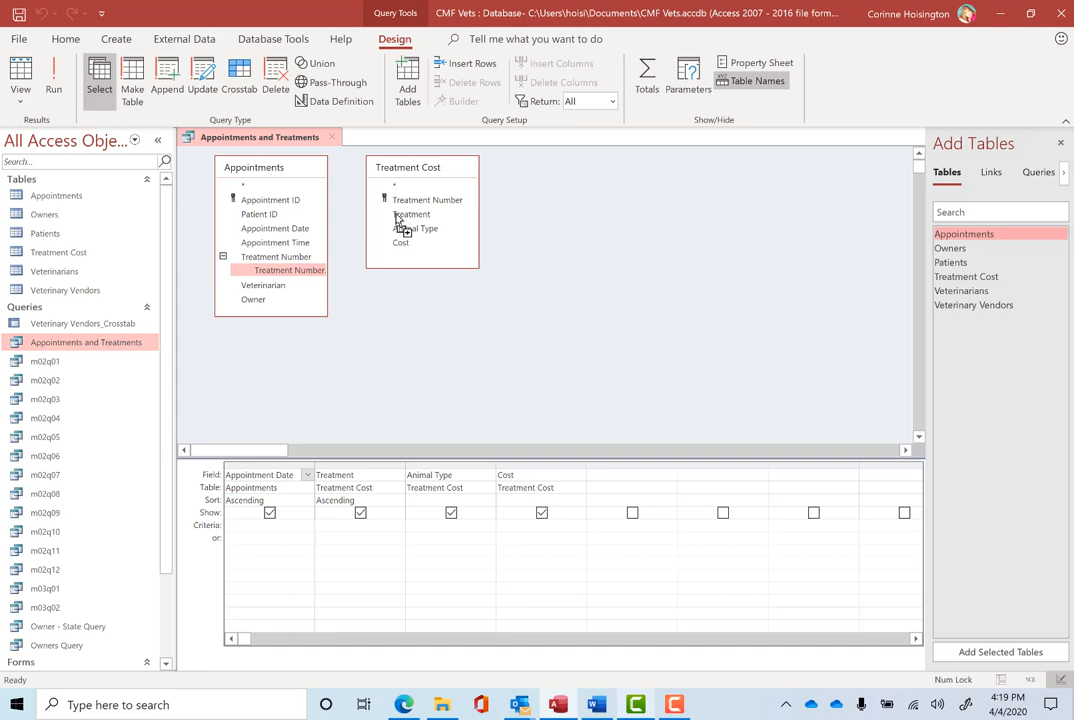 Query Tools
CMF Vets : Database- C:\Users\hoisi\Documents\CMF Vets.accdb (Access 2007 - 2016 file form...
Corinne Hoisington
File
Home
Create
External Data
Database Tools
Help
Design
Tell me what you want to do
View
Run
Select
Make
Table
Append
Update
Crosstab
Delete
Union
Pass-Through
Data Definition
Add
Tables
Insert Rows
Delete Rows
Builder
Insert Columns
Delete Columns
Return: All
Totals
Parameters
Property Sheet
Table Names
Results
Query Type
Query Setup
Show/Hide
All Access Obje...
Search...
Tables
Appointments
Owners
Patients
Treatment Cost
Veterinarians
Veterinary Vendors
Queries
Veterinary Vendors_Crosstab
Appointments and Treatments
m02q01
m02q02
m02q03
m02q04
m02q05
m02q06
m02q07
m02q08
m02q09
m02q10
m02q11
m02q12
m03q01
m03q02
Owner - State Query
Owners Query
Forms
Appointments and Treatments
Appointments
*
Appointment ID
Patient ID
Appointment Date
Appointment Time
Treatment Number
Treatment Number.
Veterinarian
Owner
Treatment Cost
*
Treatment Number
Treatment
Type
Cost
Field: Appointment Date Treatment Animal Type Cost
Table: Appointments Treatment Cost Treatment Cost Treatment Cost
Sort: Ascending Ascending
Show:
Criteria:
or:
Add Tables
Tables
Links
Queries
Search
Appointments
Owners
Patients
Treatment Cost
Veterinarians
Veterinary Vendors
Add Selected Tables
Ready
Num Lock
SQL
Type here to search
4:19 PM
4/4/2020